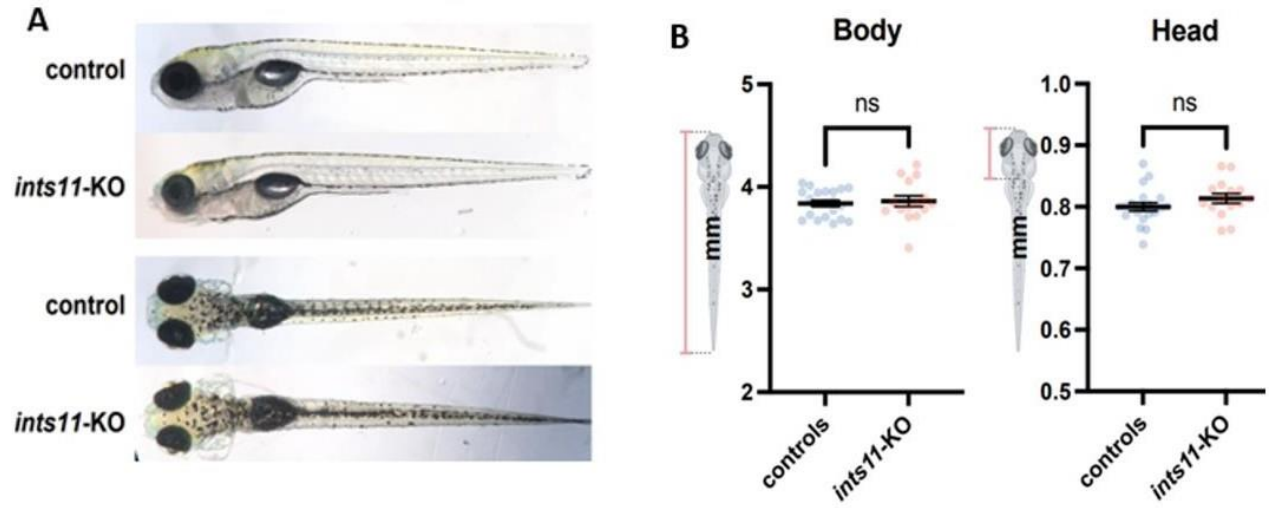 A
control
ints11-KO
control
ints11-KO
B
Body
ns
5
4
3
2
mm
controls
ints11-KO
Head
ns
1.0
0.9
0.8
0.7
0.6
0.5
mm
controls
ints11-KO